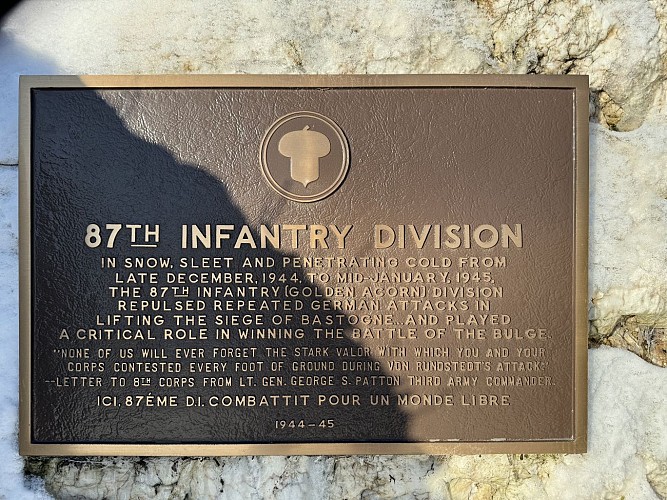 87TH INFANTRY DIVISION
IN SNOW, SLEET AND PENETRATING COLD FROM
LATE DECEMBER, 1944, TO MID-JANUARY, 1945,
THE 87TH INFANTRY (GOLDEN ACORN) DIVISION
REPULSED REPEATED GERMAN ATTACKS IN
LIFTING THE SIEGE OF BASTOGNE...AND PLAYED
A CRITICAL ROLE IN WINNING THE BATTLE OF THE BULGE.
"NONE OF US WILL EVER FORGET THE STARK VALOR WITH WHICH YOU AND YOUR
CORPS CONTESTED EVERY FOOT OF GROUND DURING VON RUNDSTEDT'S ATTACK"
--LETTER TO 8TH CORPS FROM LT. GEN. GEORGE S. PATTON THIRD ARMY COMMANDER.
ICI, 87ÉME D.I. COMBATTIT POUR UN MONDE LIBRE
1944-45